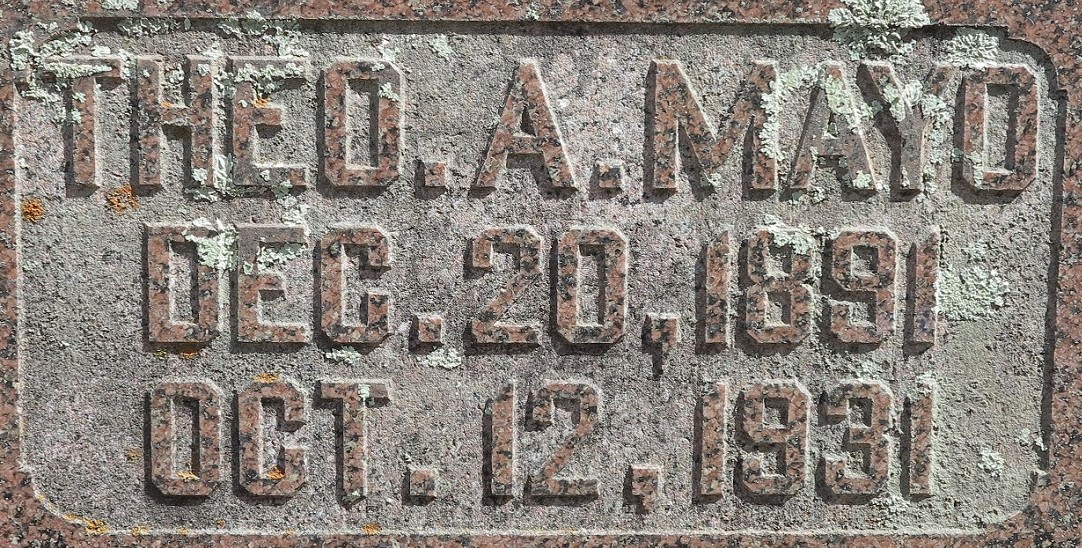 THEO. A. MAYO
DEC. 20, 1891
OCT. 12, 1931